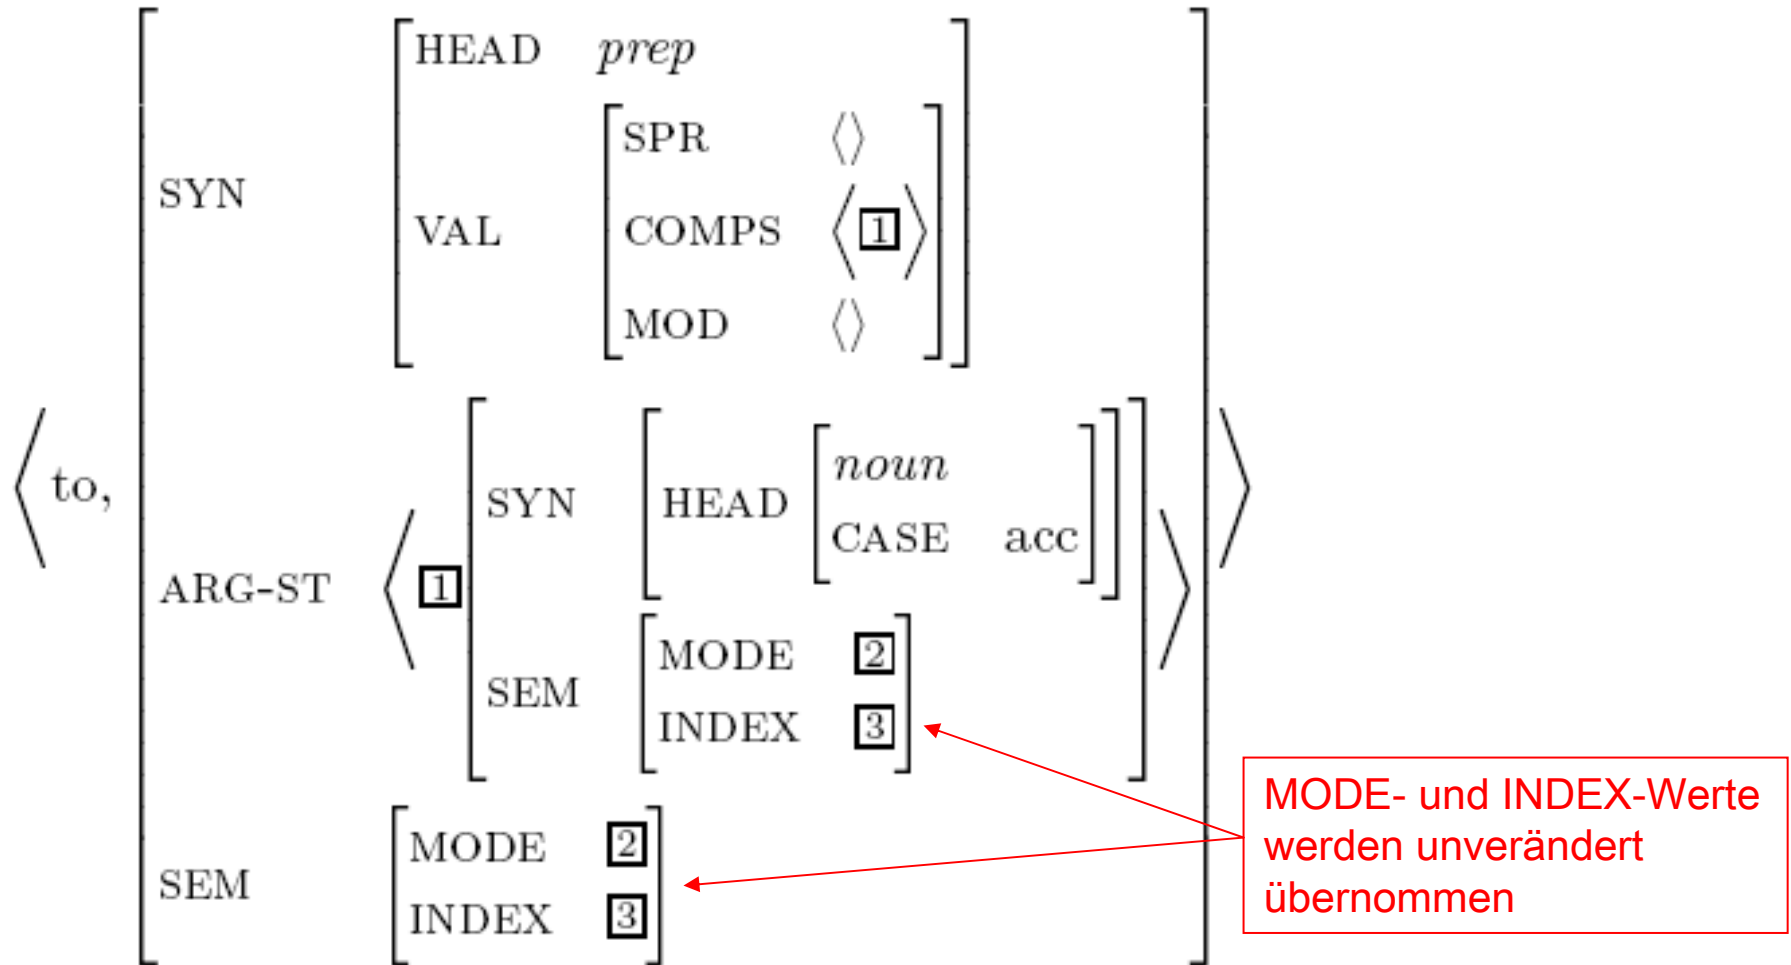 HEAD prep
SPR ⟨⟩
SYN
VAL COMPS ⟨1⟩
MOD ⟨⟩
noun
⟨to, SYN HEAD
CASE acc
ARG-ST ⟨1
MODE 2
SEM
INDEX 3
MODE- und INDEX-Werte
werden unverändert
übernommen
MODE 2
SEM
INDEX 3